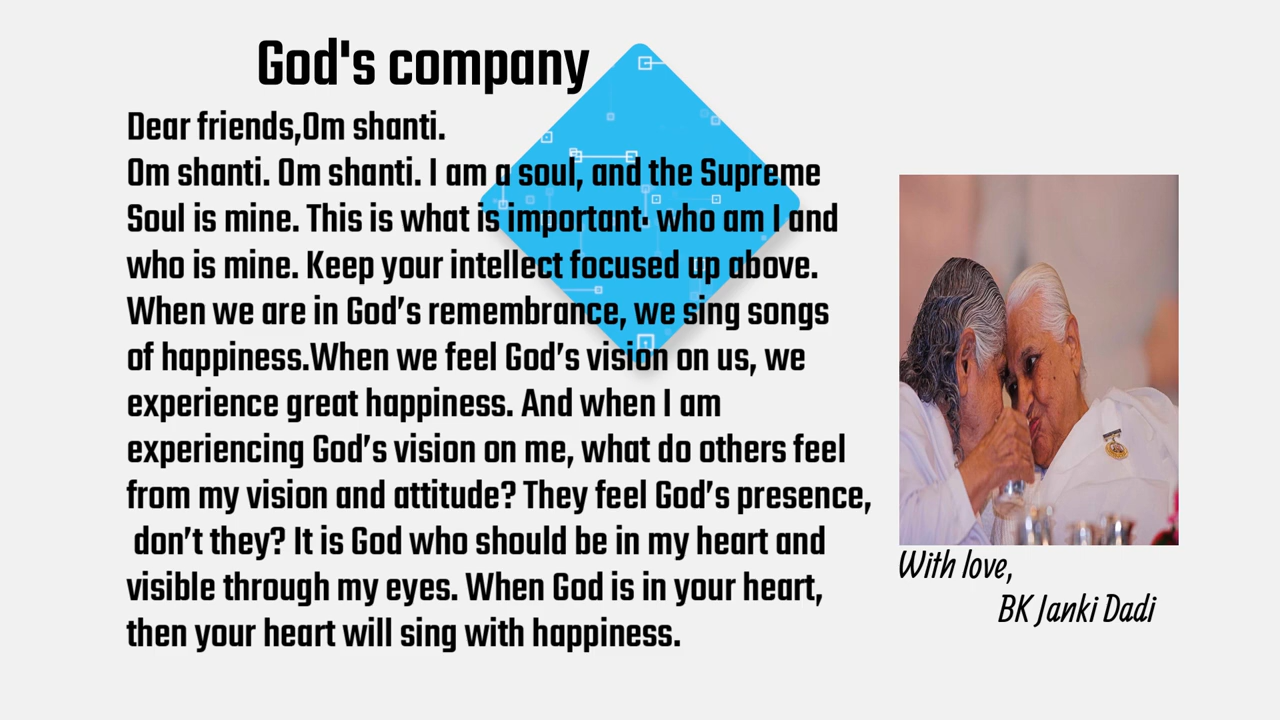 God's company
Dear friends,Om shanti.
Om shanti. Om shanti. I am a soul, and the Supreme
Soul is mine. This is what is important: who am I and
who is mine. Keep your intellect focused up above.
When we are in God’s remembrance, we sing songs
of happiness.When we feel God’s vision on us, we
experience great happiness. And when I am
experiencing God’s vision on me, what do others feel
from my vision and attitude? They feel God’s presence,
don’t they? It is God who should be in my heart and
visible through my eyes. When God is in your heart,
then your heart will sing with happiness.
With love,
BK Janki Dadi